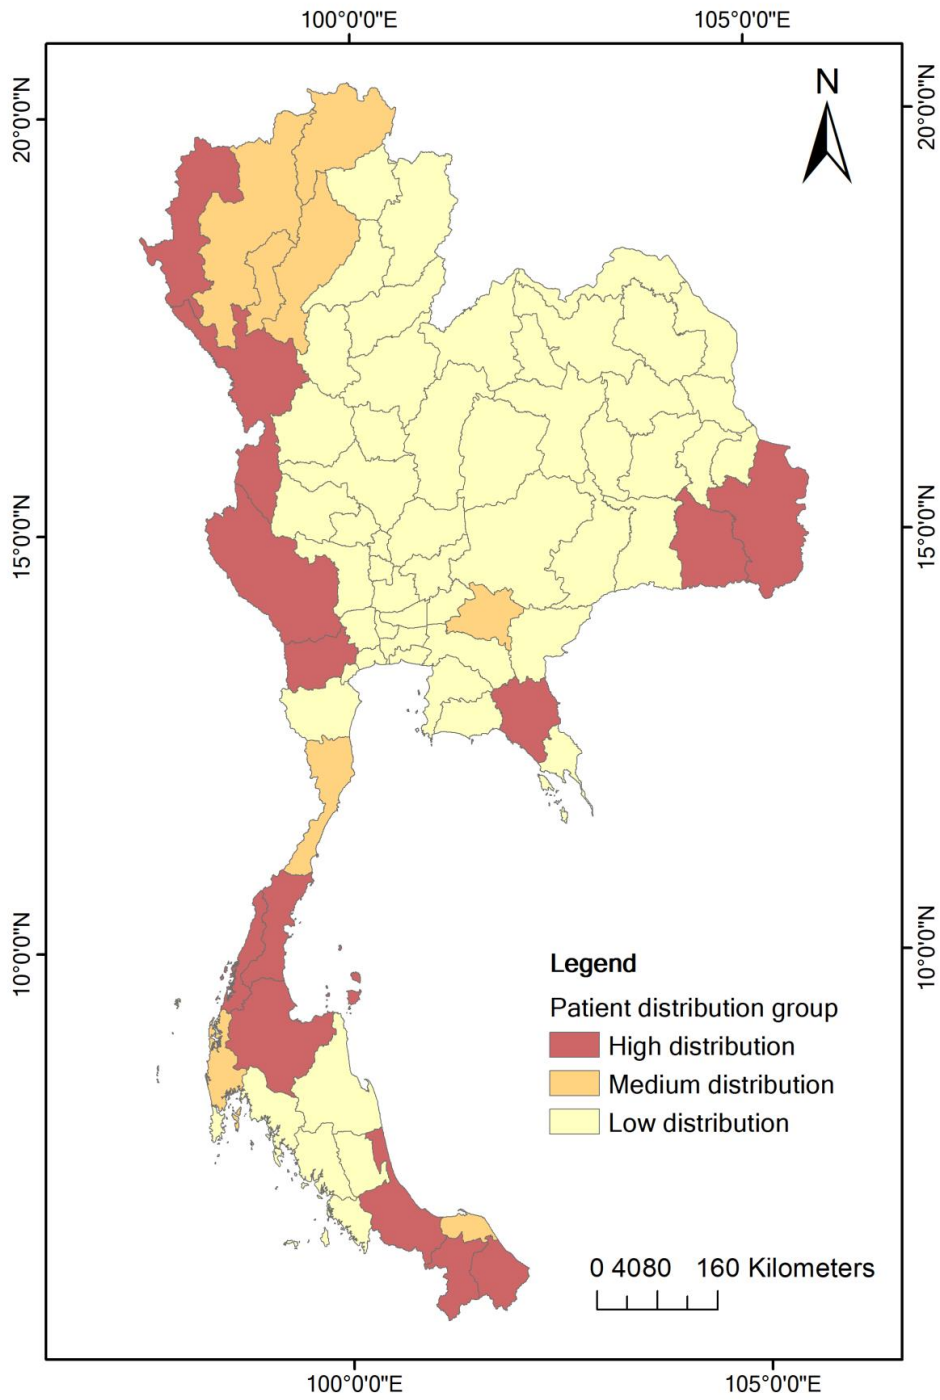 100°0'0"E 105°0'0"E
20°0'0"N 20°0'0"N
N
15°0'0"N 15°0'0"N
10°0'0"N 10°0'0"N
Legend
Patient distribution group
High distribution
Medium distribution
Low distribution
0 4080 160 Kilometers
100°0'0"E 105°0'0"E